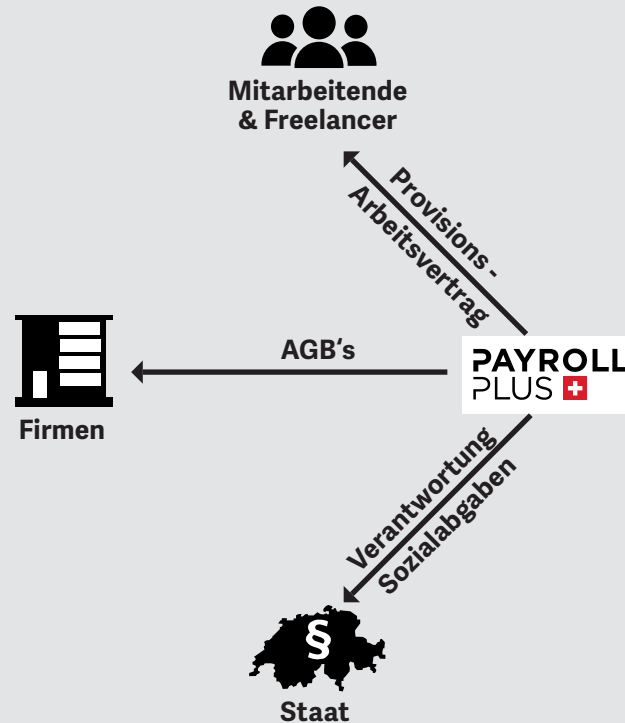 Mitarbeitende
& Freelancer
Provisions -
Arbeitsvertrag
AGB‘s
PAYROLL
PLUS
Firmen
Verantwortung
Sozialabgaben
§
Staat